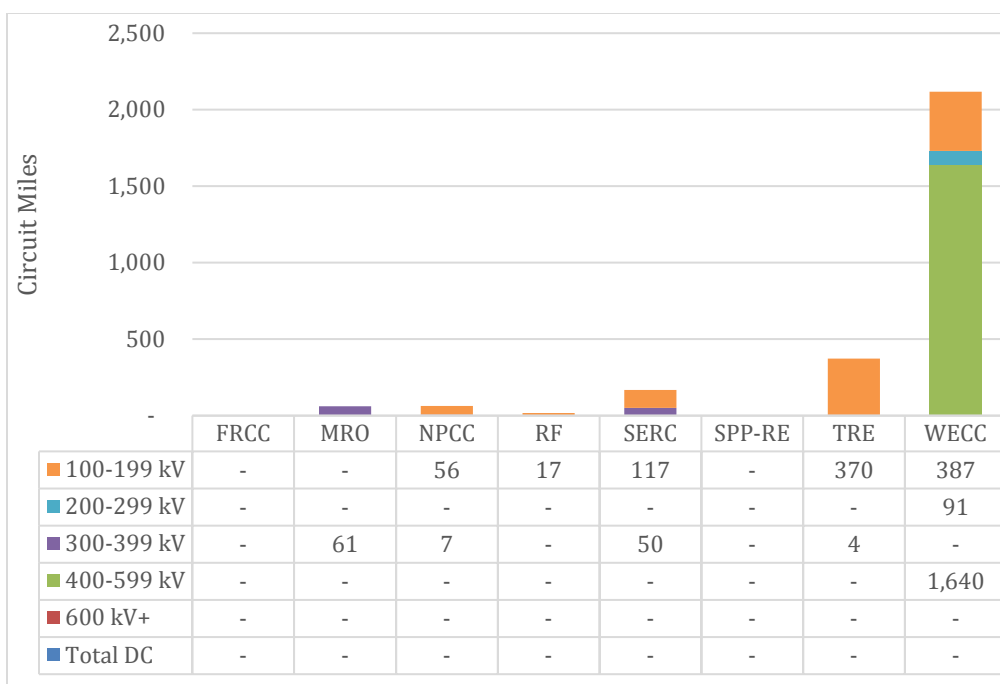 2,500
2,000
1,500
1,000
500
-
Circuit Miles
FRCC MRO NPCC RF SERC SPP-RE TRE WECC
100-199 kV - - 56 17 117 - 370 387
200-299 kV - - - - - - - 91
300-399 kV - 61 7 - 50 - 4 -
400-599 kV - - - - - - - 1,640
600 kV+ - - - - - - - -
Total DC - - - - - - - -